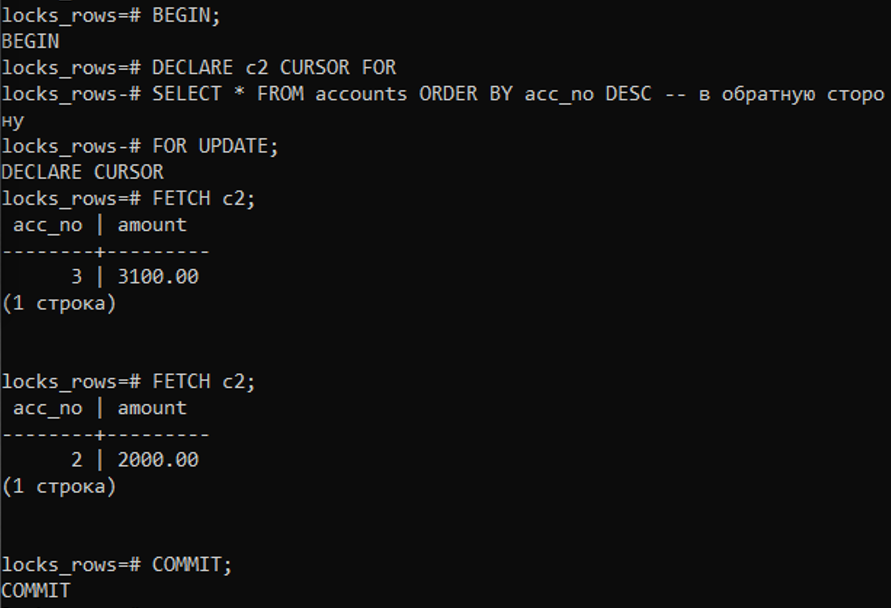 locks_rows=# BEGIN;
BEGIN
locks_rows=# DECLARE c2 CURSOR FOR
locks_rows-# SELECT * FROM accounts ORDER BY acc_no DESC -- в обратную сторо
ну
locks_rows-# FOR UPDATE;
DECLARE CURSOR
locks_rows=# FETCH c2;
 acc_no | amount
--------+---------
      3 | 3100.00
(1 строка)
locks_rows=# FETCH c2;
 acc_no | amount
--------+---------
      2 | 2000.00
(1 строка)
locks_rows=# COMMIT;
COMMIT